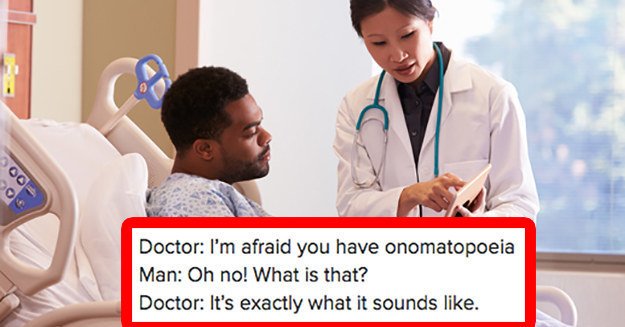 Doctor: I'm afraid you have onomatopoeia
Man: Oh no! What is that?
Doctor: It's exactly what it sounds like.